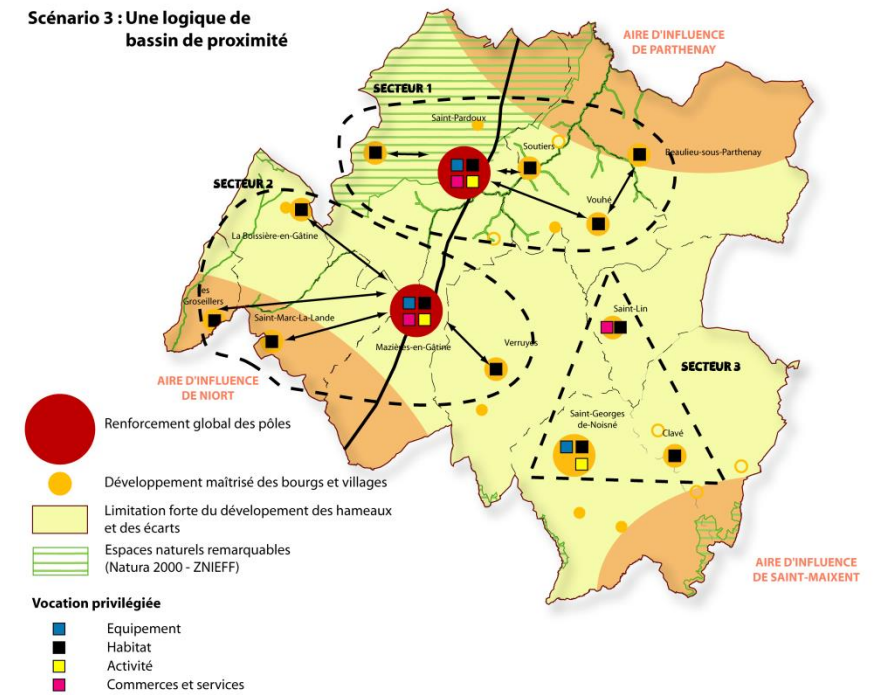 Scénario 3 : Une logique de
bassin de proximité
AIRE D'INFLUENCE
DE PARTHENAY
SECTEUR 1
Saint-Pardoux
Soutiers
Beaulieu-sous-Parthenay
SECTEUR 2
Vouhé
La Boissière-en-Gâtine
Les
Groseillers
Saint-Marc-La-Lande
Saint-Lin
Mazières-en-Gâtine
Verruyes
SECTEUR 3
AIRE D'INFLUENCE
DE NIORT
Saint-Georges
de-Noisné
Clavé
Renforcement global des pôles
Développement maîtrisé des bourgs et villages
Limitation forte du dévelopement des hameaux
et des écarts
Espaces naturels remarquables
(Natura 2000 - ZNIEFF)
AIRE D'INFLUENCE
DE SAINT-MAIXENT
Vocation privilégiée
Equipement
Habitat
Activité
Commerces et services